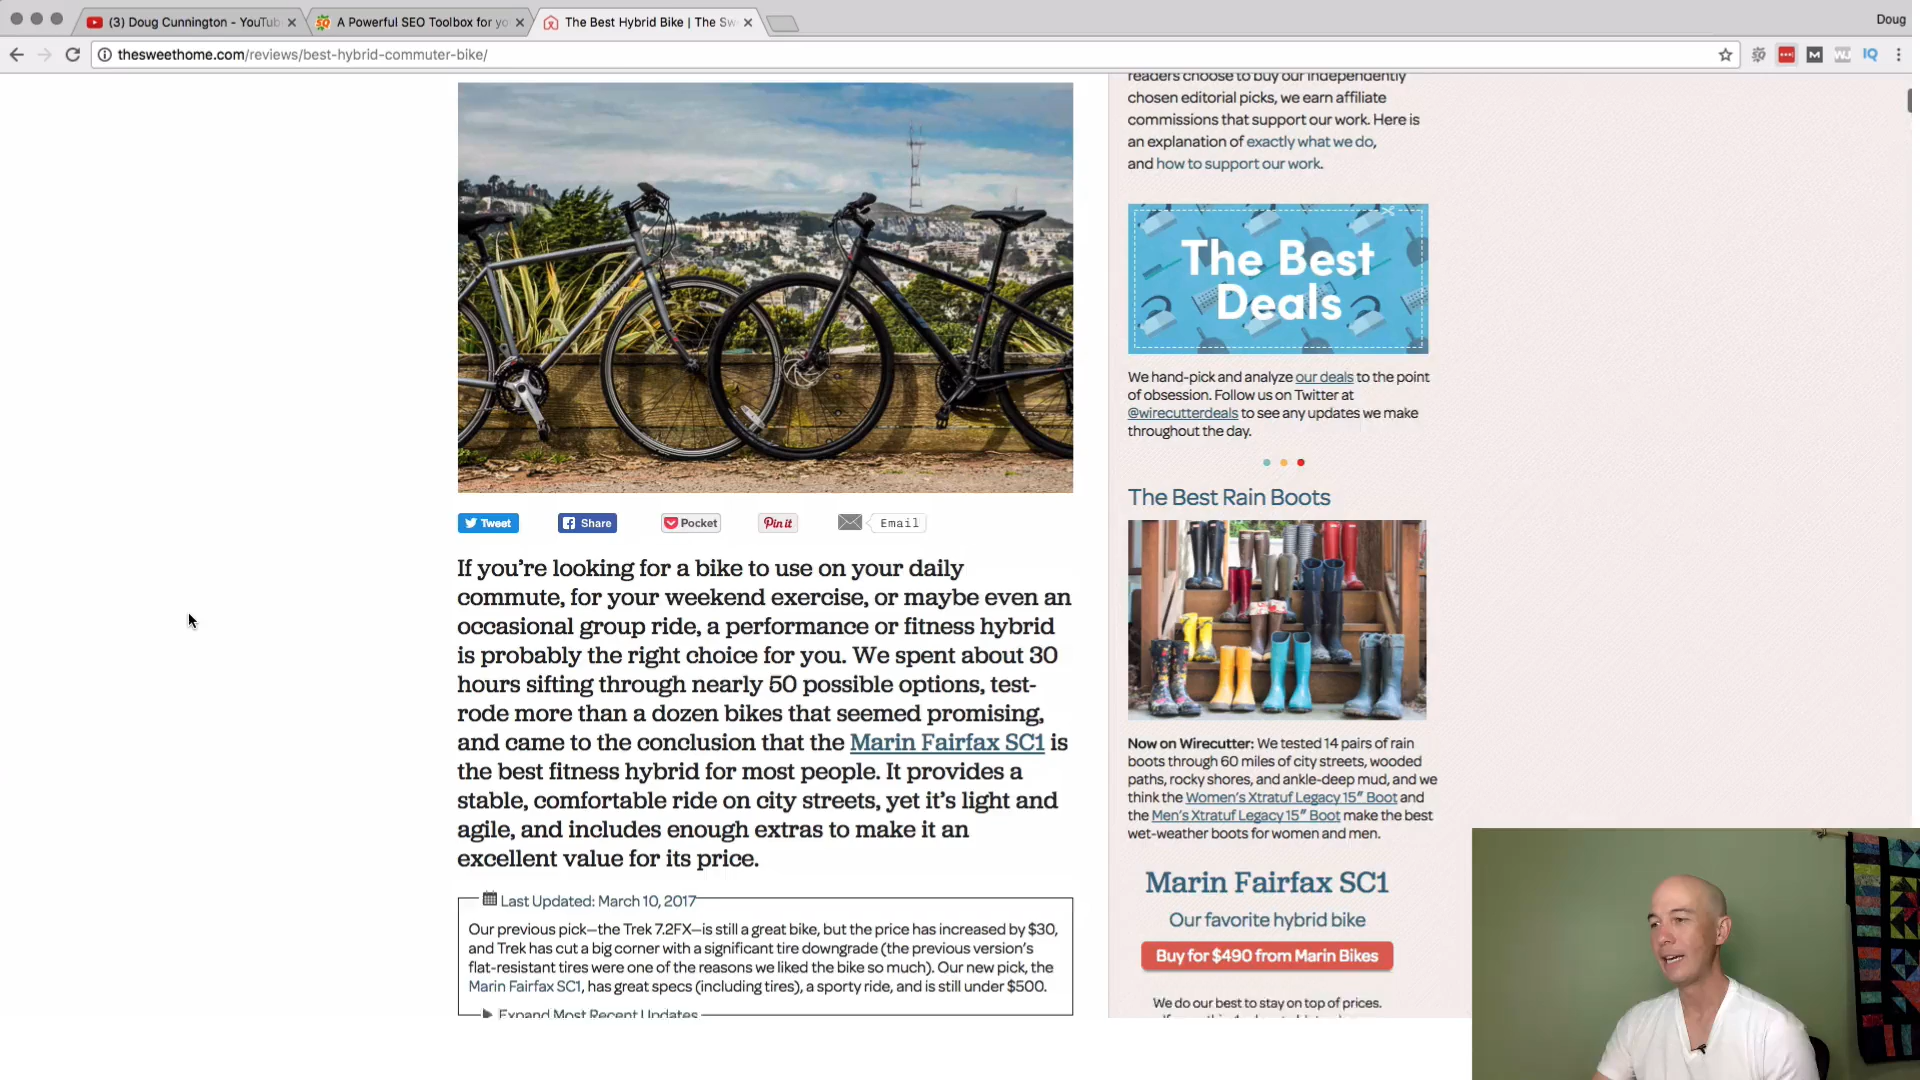 (3) Doug Cunnington - YouTub
A Powerful SEO Toolbox for yo
The Best Hybrid Bike | The Sw
Doug
thesweethome.com/reviews/best-hybrid-commuter-bike/
IQ
Tweet
Share
Pocket
Pin it
Email
If you're looking for a bike to use on your daily
commute, for your weekend exercise, or maybe even an
occasional group ride, a performance or fitness hybrid
is probably the right choice for you. We spent about 30
hours sifting through nearly 50 possible options, test-
rode more than a dozen bikes that seemed promising,
and came to the conclusion that the Marin Fairfax SC1 is
the best fitness hybrid for most people. It provides a
stable, comfortable ride on city streets, yet it's light and
agile, and includes enough extras to make it an
excellent value for its price.
Last Updated: March 10, 2017
Our previous pick—the Trek 7.2FX—is still a great bike, but the price has increased by $30,
and Trek has cut a big corner with a significant tire downgrade (the previous version's
flat-resistant tires were one of the reasons we liked the bike so much). Our new pick, the
Marin Fairfax SC1, has great specs (including tires), a sporty ride, and is still under $500.
Expand Most Recent Updates
readers choose to buy our independently
chosen editorial picks, we earn affiliate
commissions that support our work. Here is
an explanation of exactly what we do,
and how to support our work.
The Best
Deals
We hand-pick and analyze our deals to the point
of obsession. Follow us on Twitter at
@wirecutterdeals to see any updates we make
throughout the day.
The Best Rain Boots
Now on Wirecutter: We tested 14 pairs of rain
boots through 60 miles of city streets, wooded
paths, rocky shores, and ankle-deep mud, and we
think the Women's Xtratuf Legacy 15" Boot and
the Men's Xtratuf Legacy 15" Boot make the best
wet-weather boots for women and men.
Marin Fairfax SC1
Our favorite hybrid bike
Buy for $490 from Marin Bikes
We do our best to stay on top of prices.